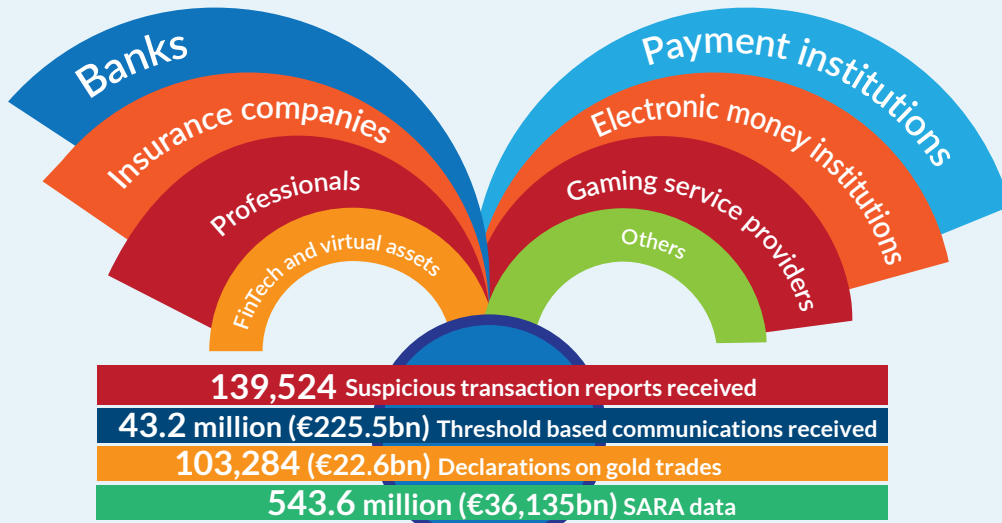 Banks
Insurance companies
Professionals
FinTech and virtual assets
Payment institutions
Electronic money institutions
Gaming service providers
Others
139,524 Suspicious transaction reports received
43.2 million (€225.5bn) Threshold based communications received
103,284 (€22.6bn) Declarations on gold trades
543.6 million (€36,135bn) SARA data